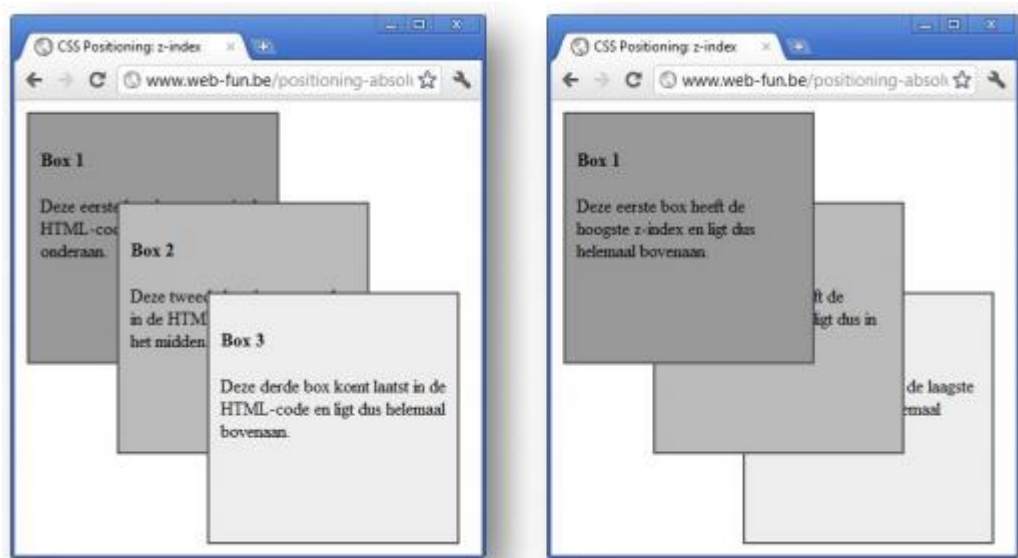 CSS Positioning: z-index
www.web-fun.be/positioning-absolu
Box 1
Deze eerste
HTML-cod
onderaan.
Box 2
Deze tweed
in de HTM
het midden.
Box 3
Deze derde box komt laatst in de
HTML-code en ligt dus helemaal
bovenaan.
CSS Positioning: z-index
www.web-fun.be/positioning-absolu
Box 1
Deze eerste box heeft de
hoogste z-index en ligt dus
helemaal bovenaan.
ft de
ligt dus in
de laagste
emaal